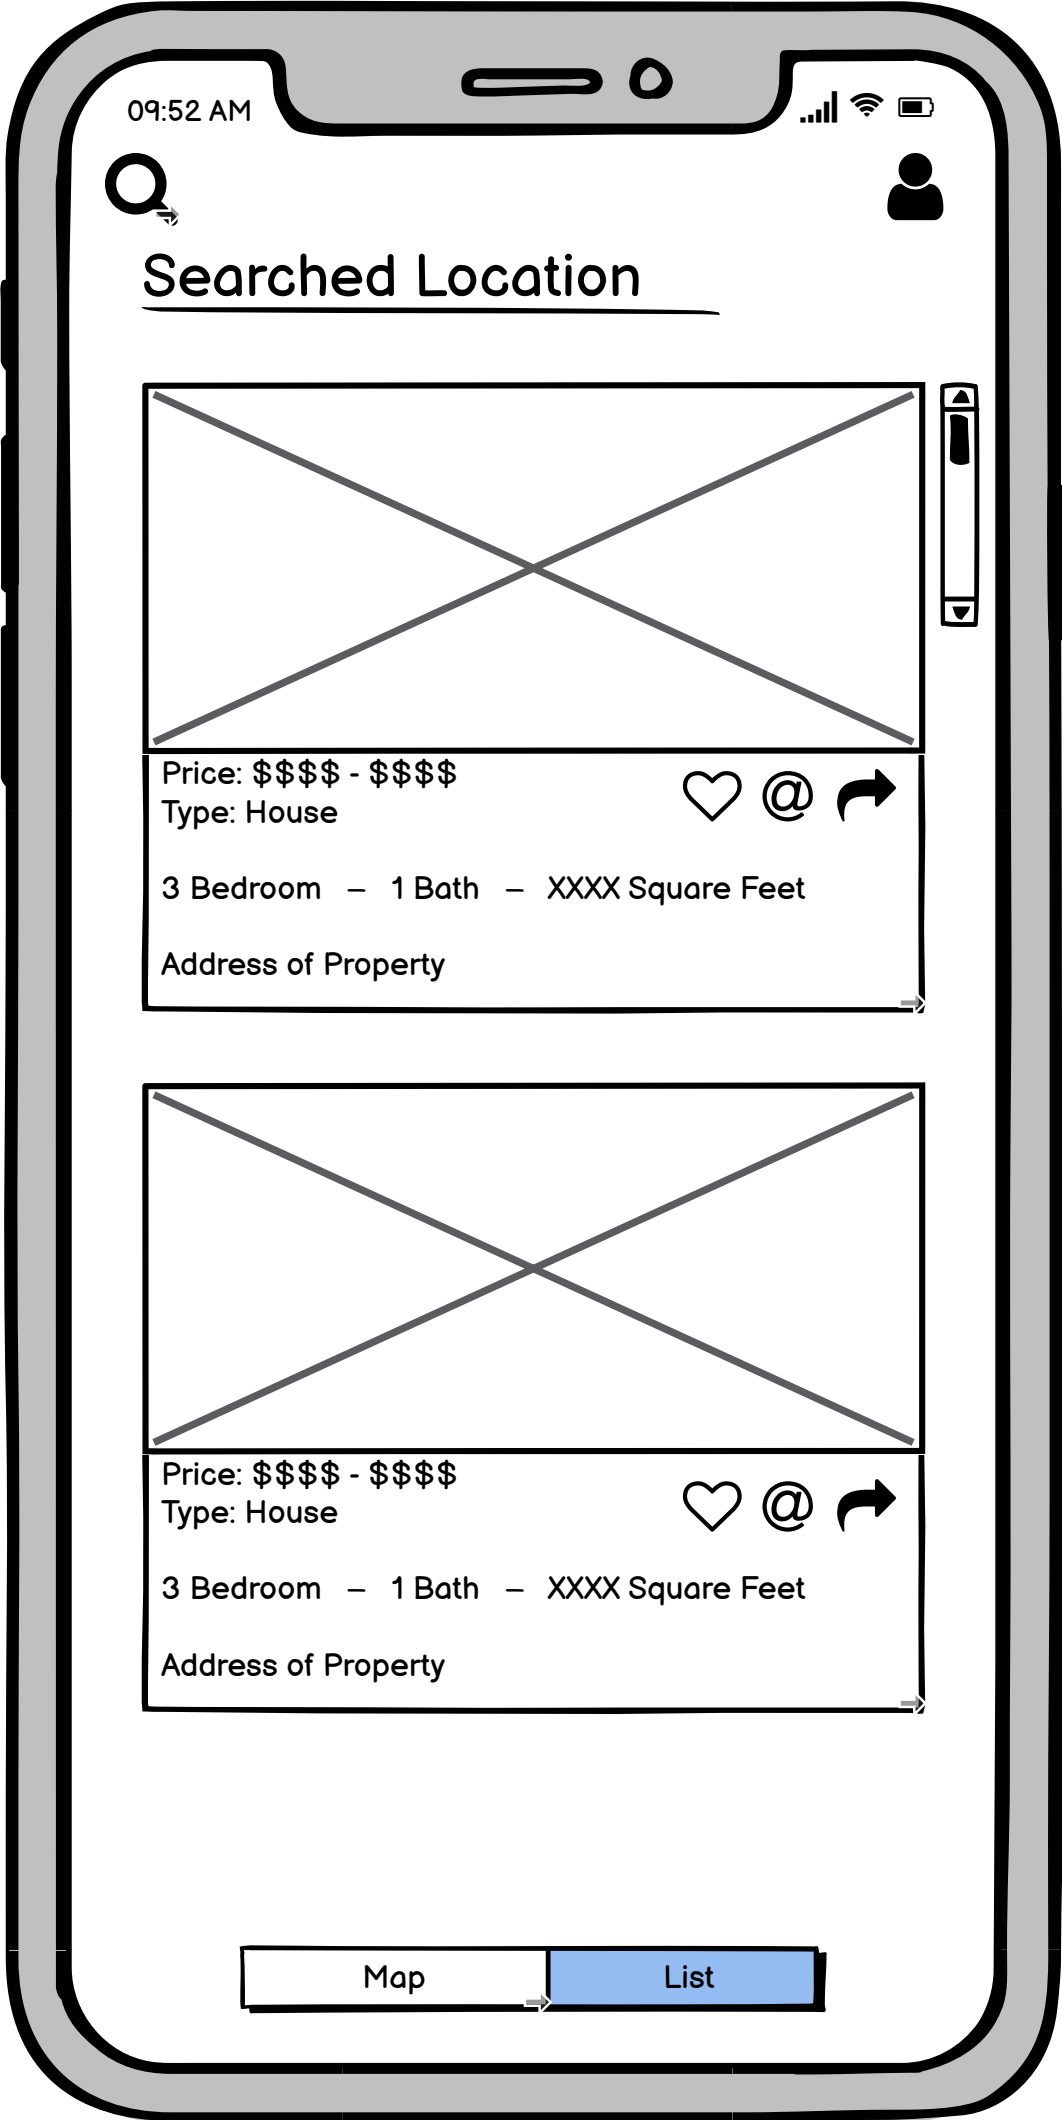 09:52 AM
Searched Location
Price: $$$$ - $$$$
Type: House
3 Bedroom – 1 Bath – XXXX Square Feet
Address of Property
Price: $$$$ - $$$$
Type: House
3 Bedroom – 1 Bath – XXXX Square Feet
Address of Property
Map List